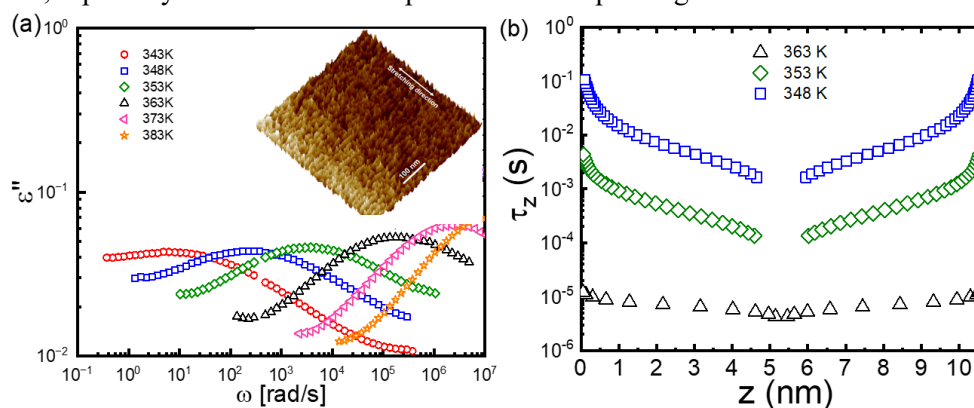 (a)
10⁰
343K
348K
353K
363K
373K
383K
Stretching direction
100 nm
ε''
10⁻¹
10⁻²
10⁻¹ 10⁰ 10¹ 10² 10³ 10⁴ 10⁵ 10⁶ 10⁷
ω [rad/s]
(b)
10⁰
363 K
353 K
348 K
10⁻¹
10⁻²
τz (s)
10⁻³
10⁻⁴
10⁻⁵
10⁻⁶
0 1 2 3 4 5 6 7 8 9 10
z (nm)